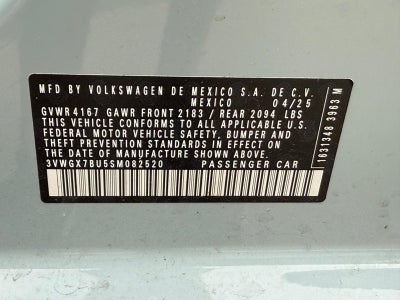 MFD BY VOLKSWAGEN DE MEXICO S.A. DE C.V.
MEXICO 04/25
GVWR 4167 GAWR FRONT 2183 / REAR 2094 LBS
THIS VEHICLE CONFORMS TO ALL APPLICABLE U.S.
FEDERAL MOTOR VEHICLE SAFETY, BUMPER AND
THEFT PREVENTION STANDARDS IN EFFECT ON THE
DATE OF MANUFACTURE SHOWN ABOVE
3VWGX7BU5SM082520 PASSENGER CAR
1631348 3963 M